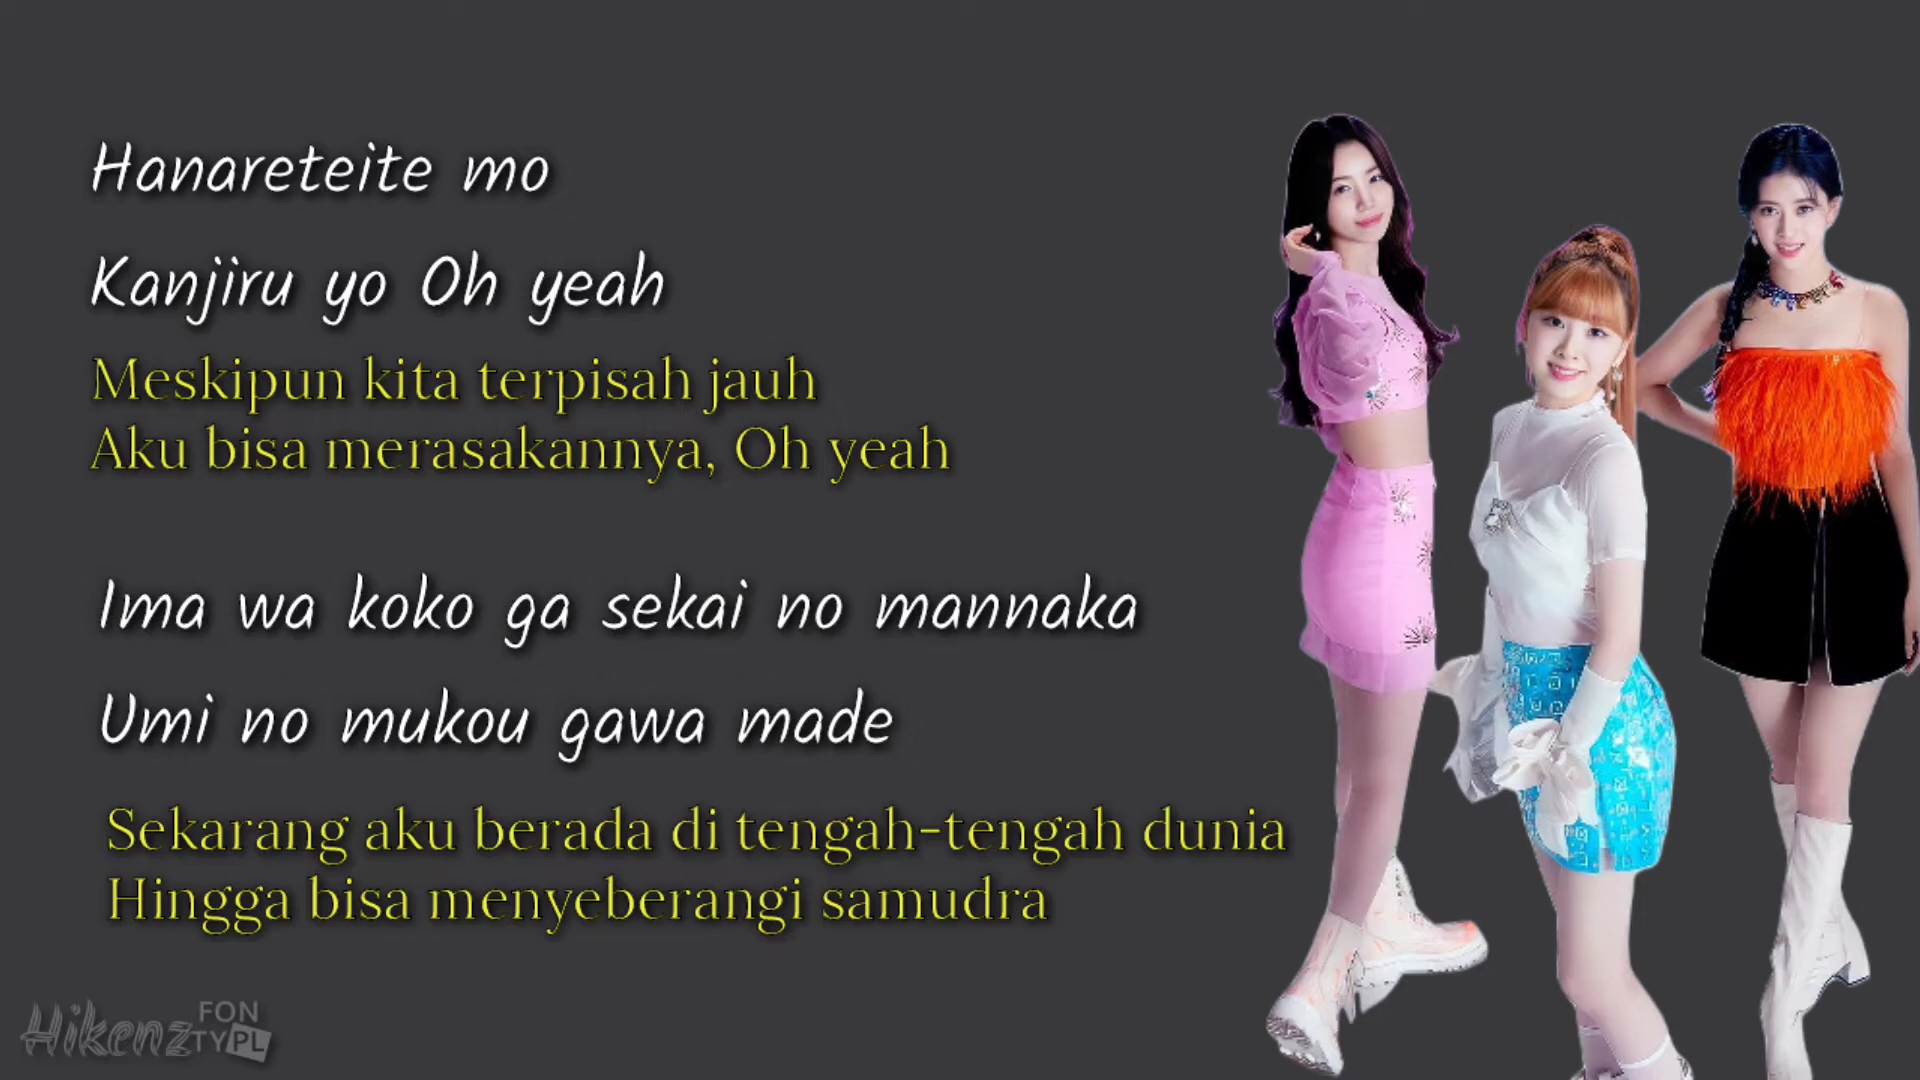 Hanareteite mo
Kanjiru yo Oh yeah
Meskipun kita terpisah jauh
Aku bisa merasakannya, Oh yeah
Ima wa koko ga sekai no mannaka
Umi no mukou gawa made
Sekarang aku berada di tengah-tengah dunia
Hingga bisa menyeberangi samudra
Hikenz FON
TYPL